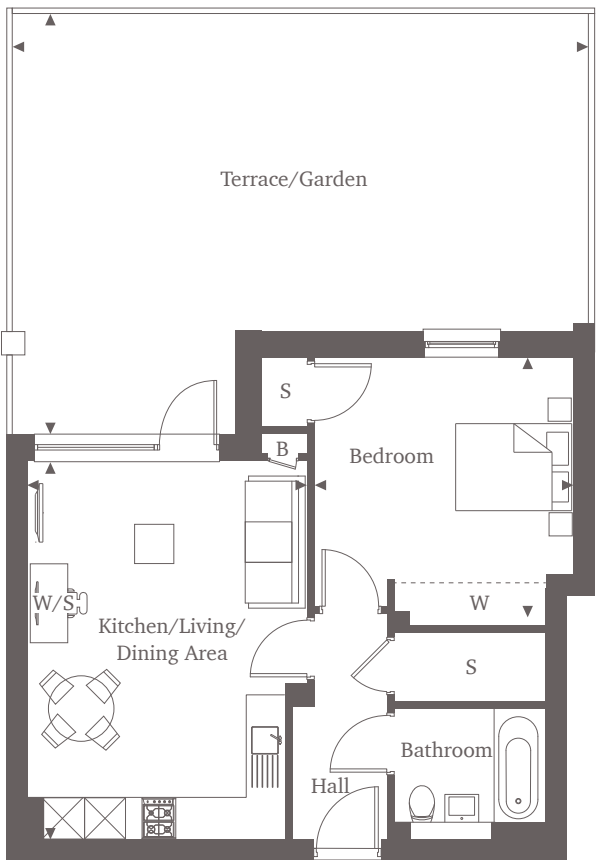 Terrace/Garden
S
B
Bedroom
W/S
W
Kitchen/Living/
Dining Area
S
Bathroom
Hall